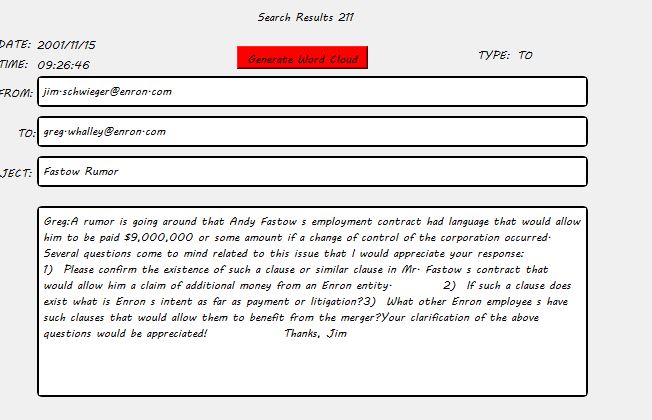 Search Results 211
DATE: 2001/11/15
TIME: 09:26:46
Generate Word Cloud
TYPE: TO
FROM: jim.schwieger@enron.com
TO: greg.whalley@enron.com
JECT: Fastow Rumor
Greg:A rumor is going around that Andy Fastow s employment contract had language that would allow
him to be paid $9,000,000 or some amount if a change of control of the corporation occurred.
Several questions come to mind related to this issue that I would appreciate your response:
1) Please confirm the existence of such a clause or similar clause in Mr. Fastow s contract that
would allow him a claim of additional money from an Enron entity. 2) If such a clause does
exist what is Enron s intent as far as payment or litigation?3) What other Enron employee s have
such clauses that would allow them to benefit from the merger?Your clarification of the above
questions would be appreciated! Thanks, Jim